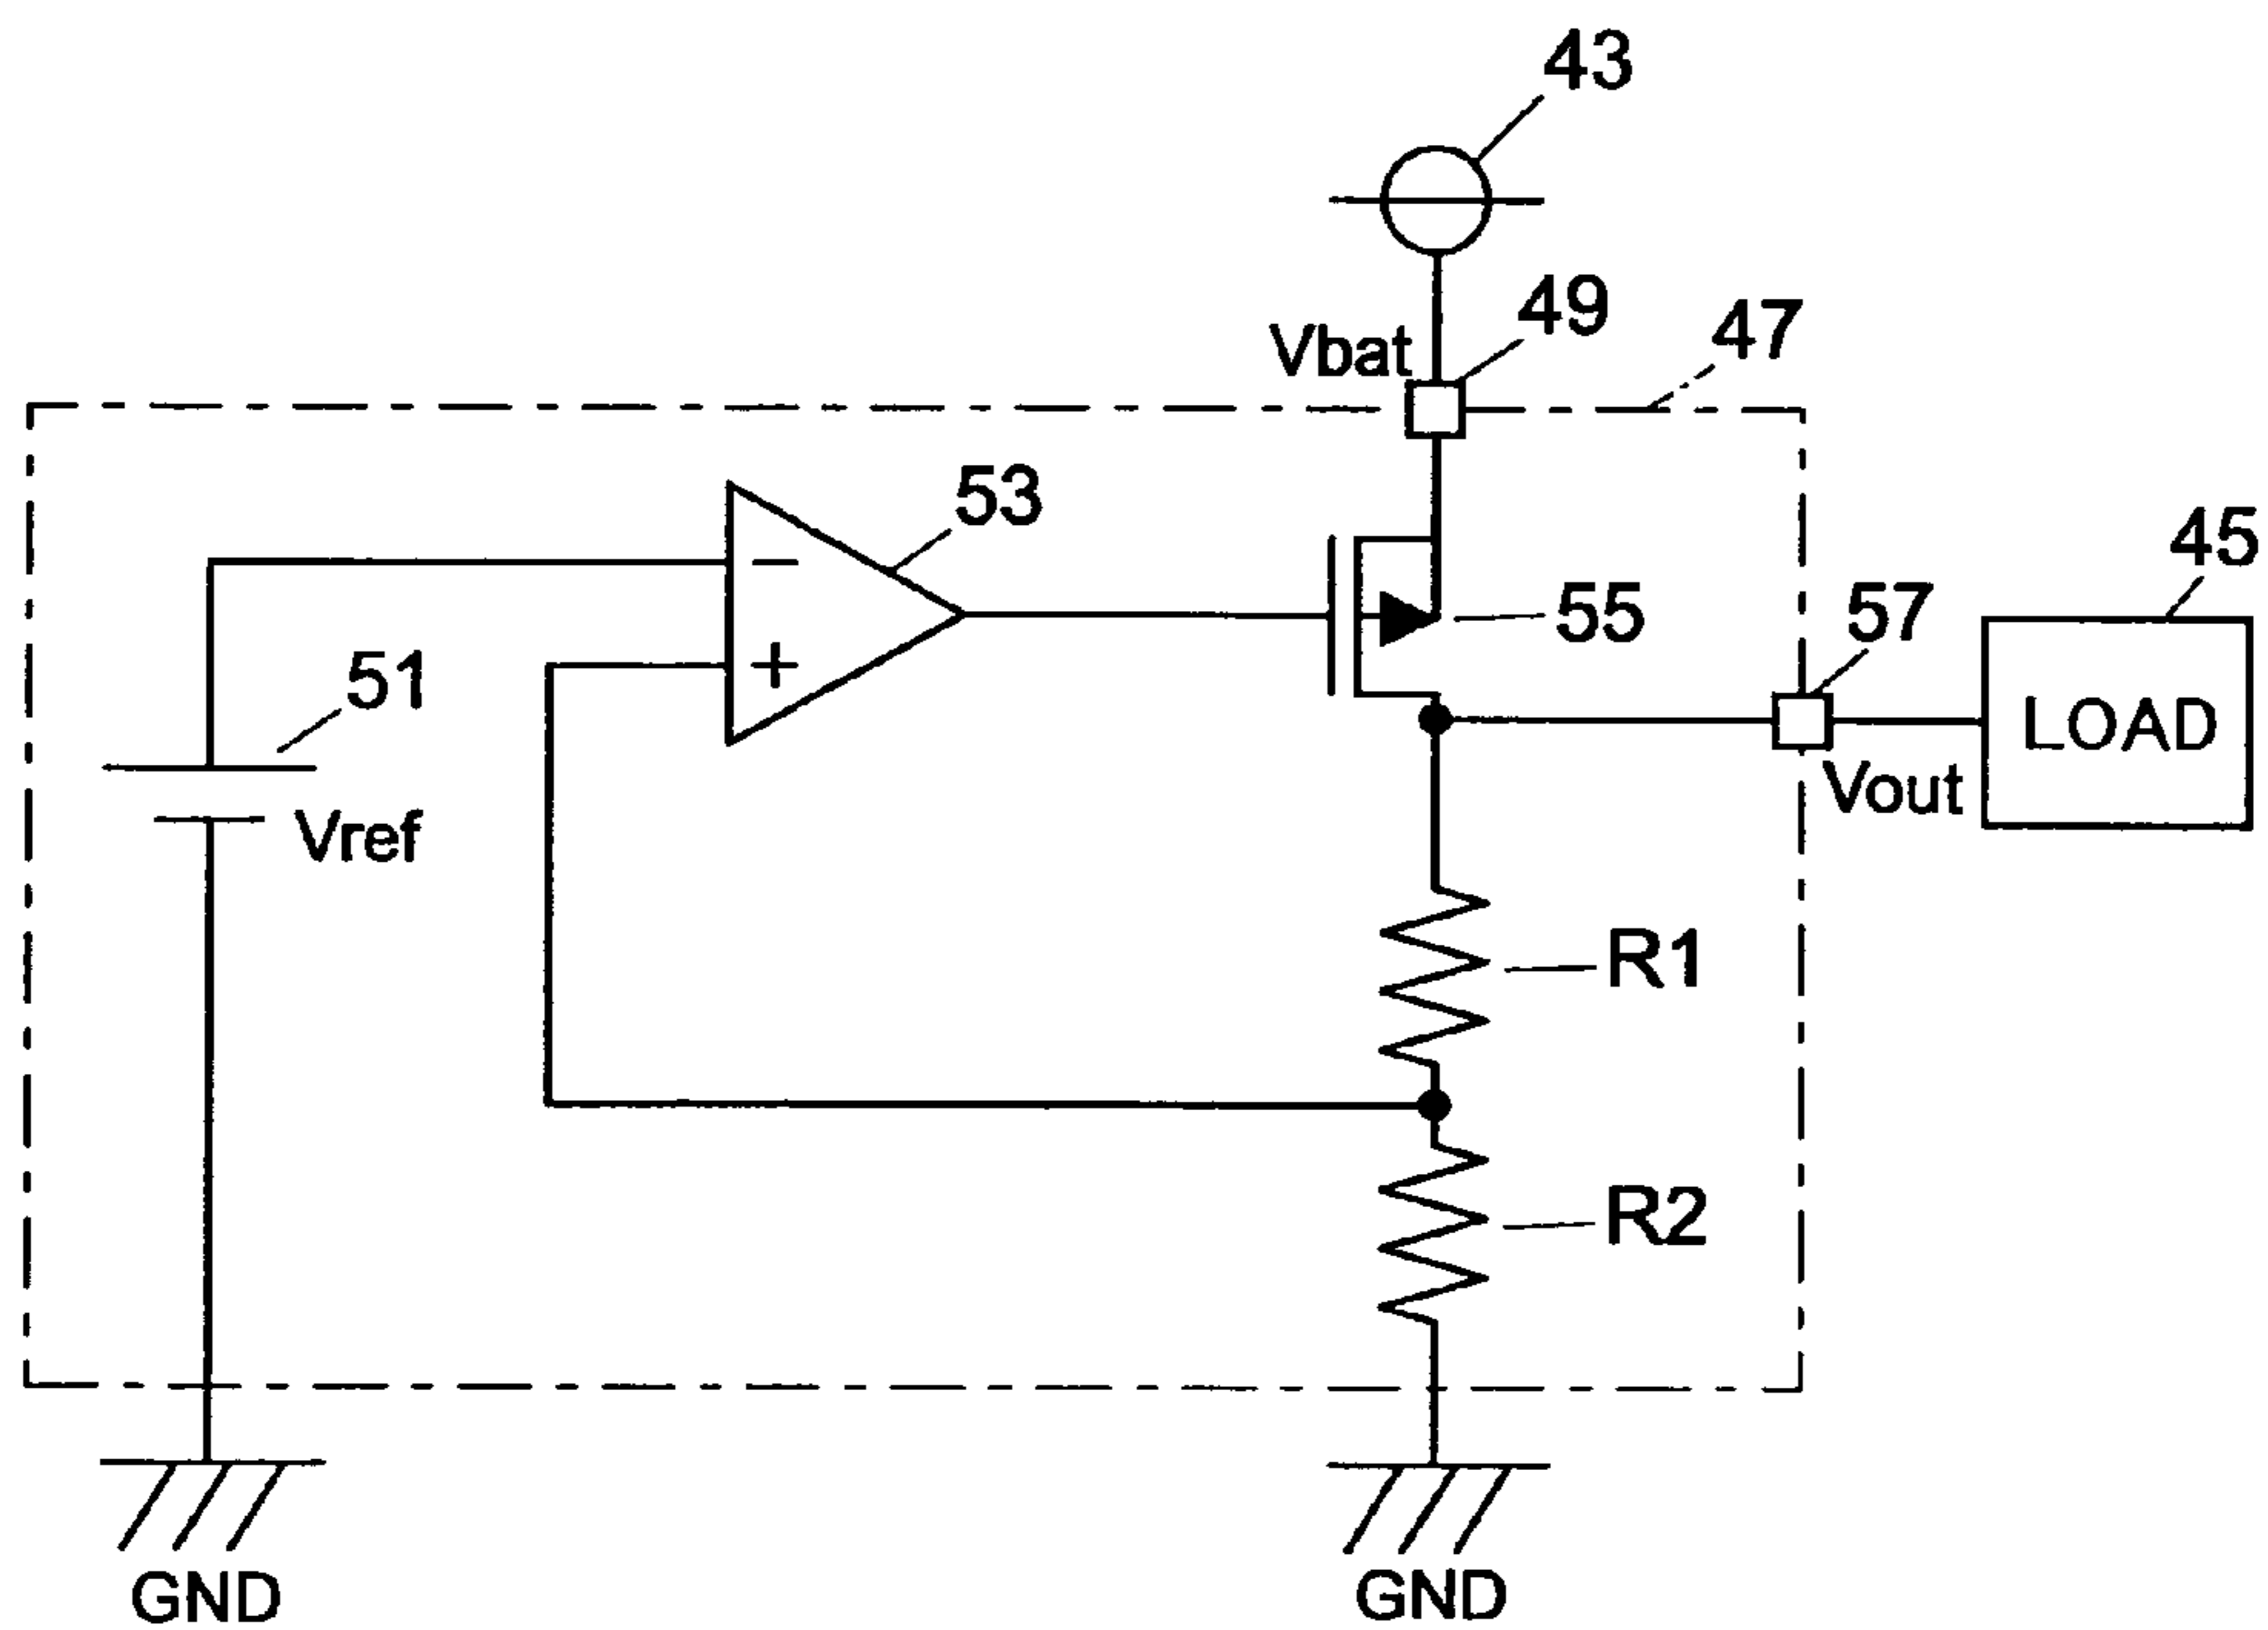 43
49
Vbat
47
53
45
55
57
51
LOAD
Vout
Vref
−
+
R1
R2
GND
GND